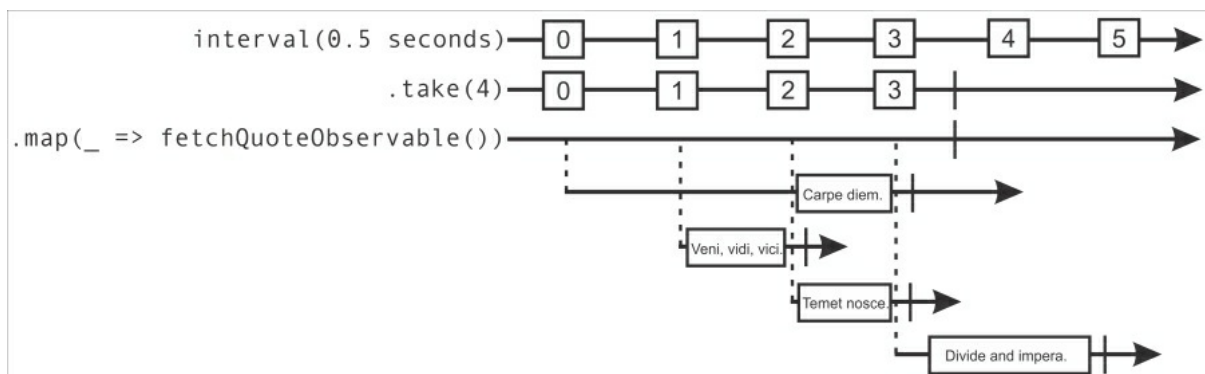 interval(0.5 seconds) 0 1 2 3 4 5
.take(4) 0 1 2 3
.map(_ => fetchQuoteObservable())
Carpe diem.
Veni, vidi, vici.
Temet nosce.
Divide and impera.